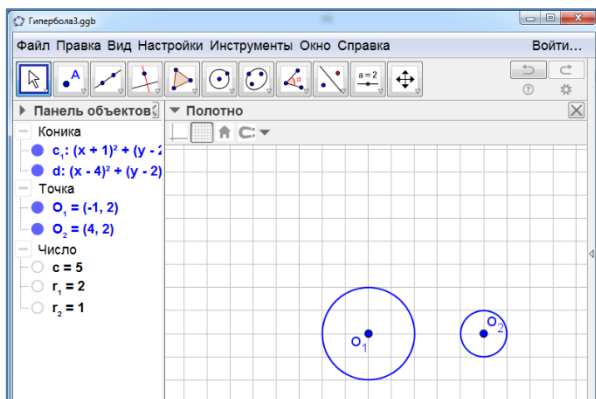 Гипербола3.ggb
Файл Правка Вид Настройки Инструменты Окно Справка Войти...
A
a=2
Панель объектов
Полотно
Коника
c₁: (x + 1)² + (y - 2
d: (x - 4)² + (y - 2)
Точка
O₁ = (-1, 2)
O₂ = (4, 2)
Число
c = 5
r₁ = 2
r₂ = 1
O₁
O₂